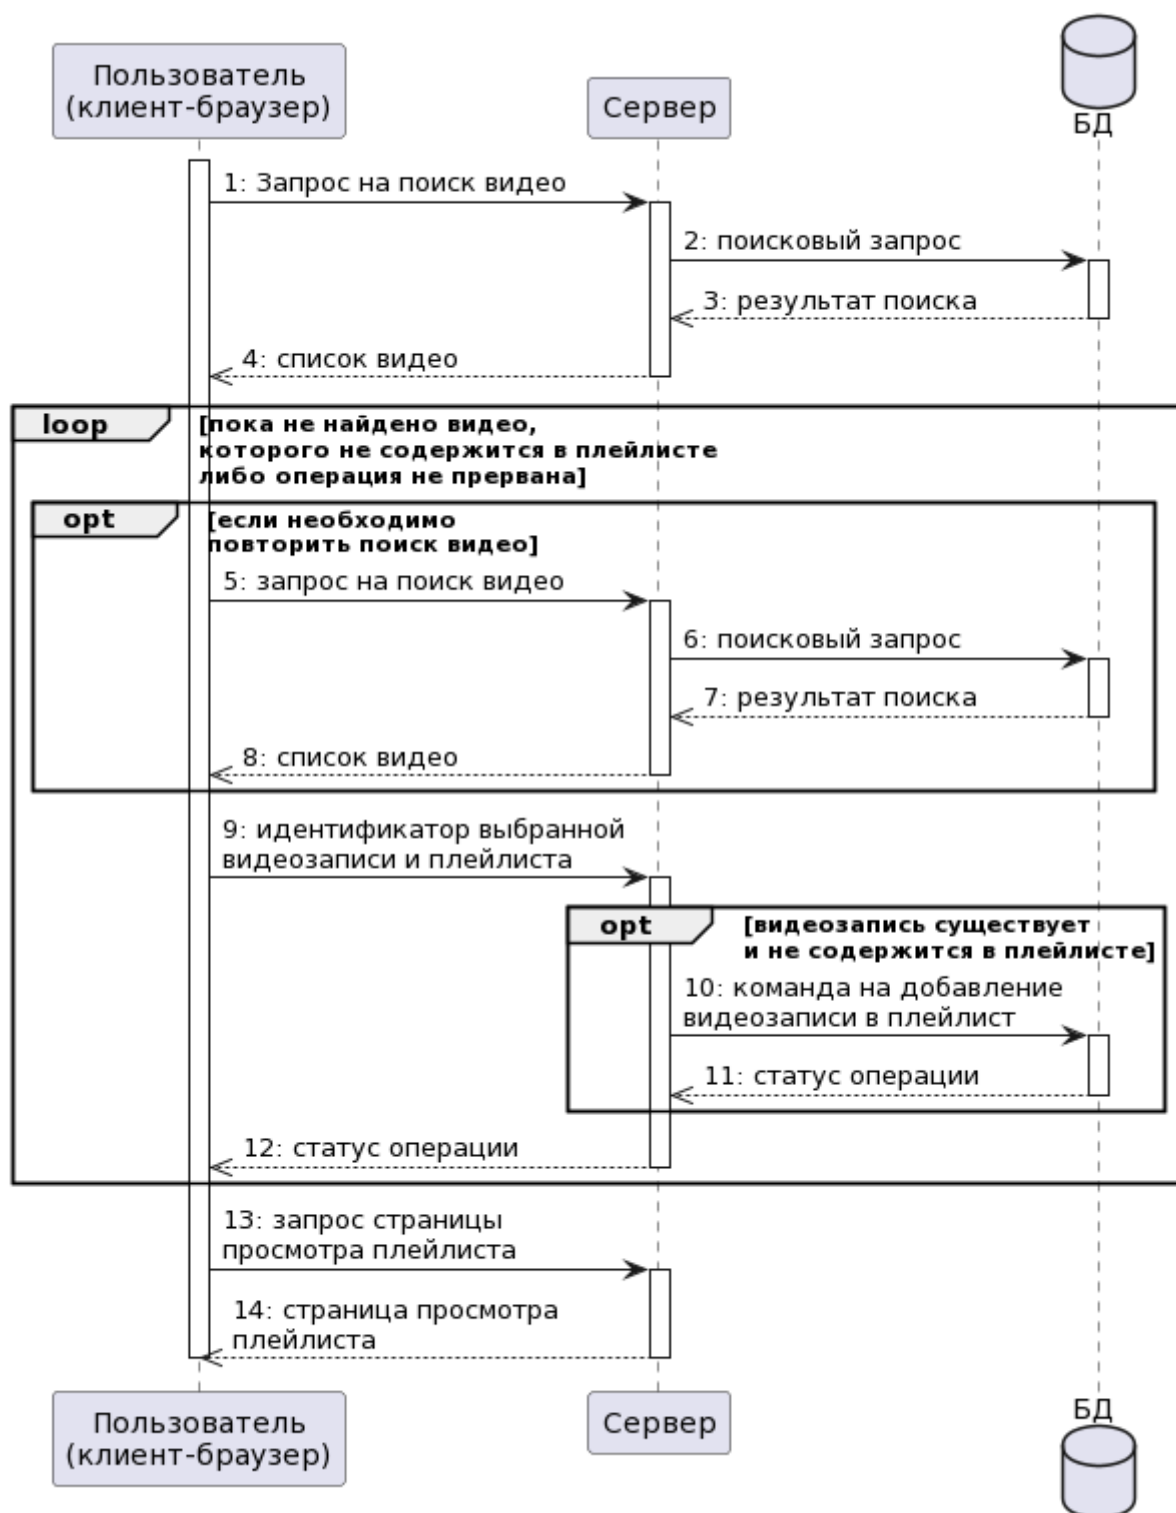 Пользователь
(клиент-браузер)
Сервер
БД
1: Запрос на поиск видео
2: поисковый запрос
3: результат поиска
4: список видео
loop
[пока не найдено видео,
которого не содержится в плейлисте
либо операция не прервана]
opt
[если необходимо
повторить поиск видео]
5: запрос на поиск видео
6: поисковый запрос
7: результат поиска
8: список видео
9: идентификатор выбранной
видеозаписи и плейлиста
opt
[видеозапись существует
и не содержится в плейлисте]
10: команда на добавление
видеозаписи в плейлист
11: статус операции
12: статус операции
13: запрос страницы
просмотра плейлиста
14: страница просмотра
плейлиста
Пользователь
(клиент-браузер)
Сервер
БД